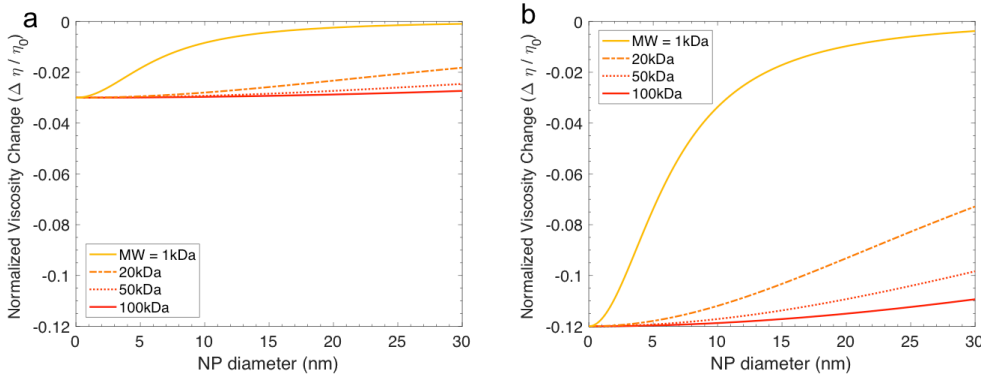 a
Normalized Viscosity Change (Δ η / η₀)
0
-0.02
-0.04
-0.06
-0.08
-0.1
-0.12
MW = 1kDa
20kDa
50kDa
100kDa
0 5 10 15 20 25 30
NP diameter (nm)
b
Normalized Viscosity Change (Δ η / η₀)
0
-0.02
-0.04
-0.06
-0.08
-0.1
-0.12
MW = 1kDa
20kDa
50kDa
100kDa
0 5 10 15 20 25 30
NP diameter (nm)